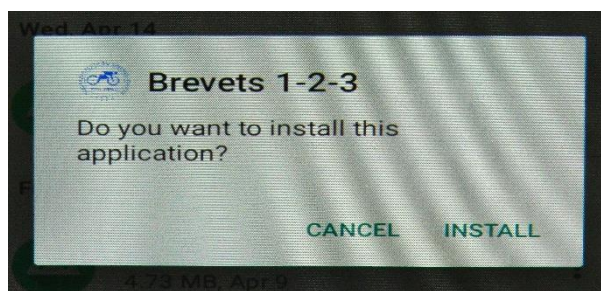 Wed, Apr 14
Brevets 1-2-3
Do you want to install this
application?
CANCEL INSTALL
4.73 MB, Apr 9